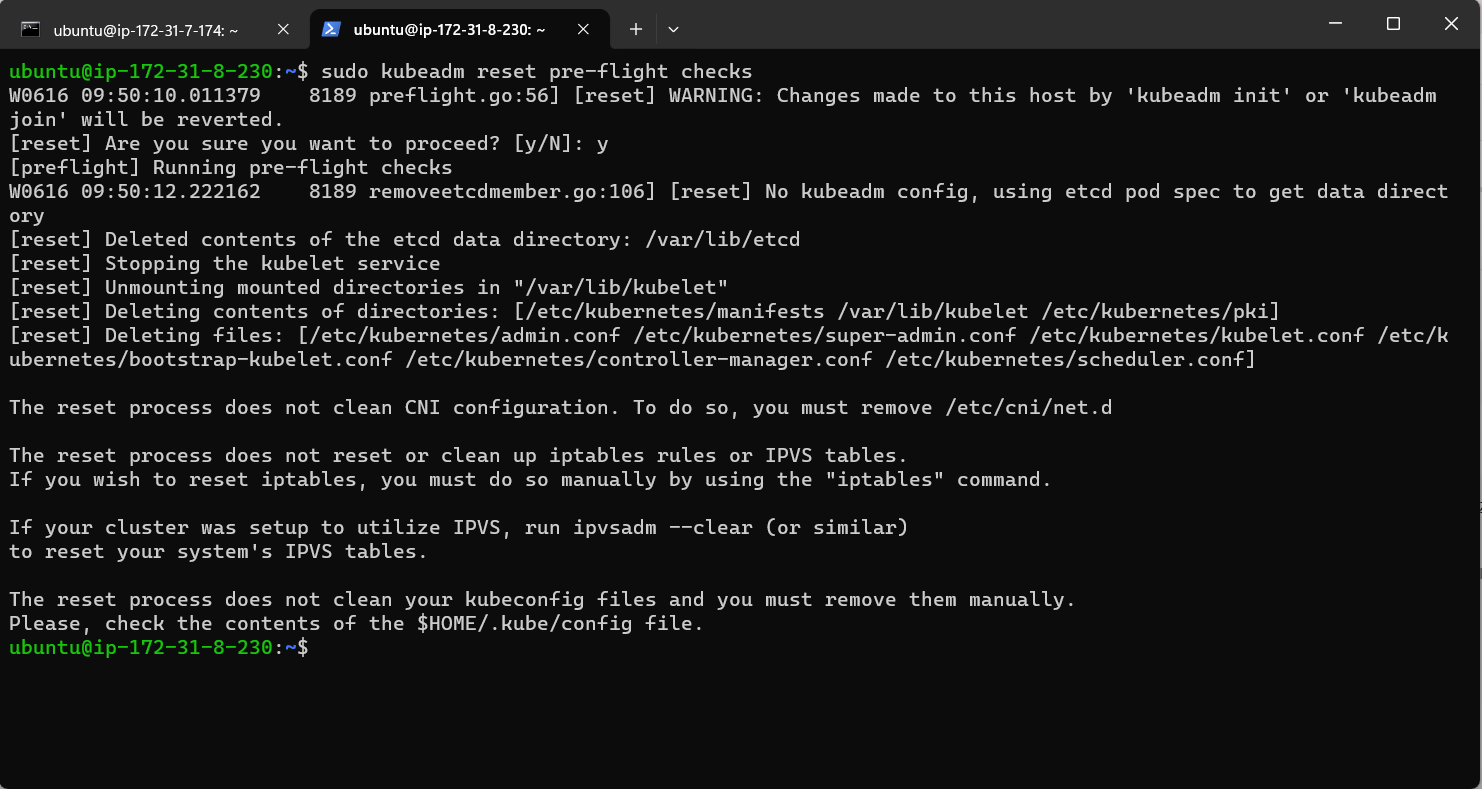 ubuntu@ip-172-31-7-174: ~
ubuntu@ip-172-31-8-230: ~
ubuntu@ip-172-31-8-230:~$ sudo kubeadm reset pre-flight checks
W0616 09:50:10.011379    8189 preflight.go:56] [reset] WARNING: Changes made to this host by 'kubeadm init' or 'kubeadm
join' will be reverted.
[reset] Are you sure you want to proceed? [y/N]: y
[preflight] Running pre-flight checks
W0616 09:50:12.222162    8189 removeetcdmember.go:106] [reset] No kubeadm config, using etcd pod spec to get data direct
ory
[reset] Deleted contents of the etcd data directory: /var/lib/etcd
[reset] Stopping the kubelet service
[reset] Unmounting mounted directories in "/var/lib/kubelet"
[reset] Deleting contents of directories: [/etc/kubernetes/manifests /var/lib/kubelet /etc/kubernetes/pki]
[reset] Deleting files: [/etc/kubernetes/admin.conf /etc/kubernetes/super-admin.conf /etc/kubernetes/kubelet.conf /etc/k
ubernetes/bootstrap-kubelet.conf /etc/kubernetes/controller-manager.conf /etc/kubernetes/scheduler.conf]
The reset process does not clean CNI configuration. To do so, you must remove /etc/cni/net.d
The reset process does not reset or clean up iptables rules or IPVS tables.
If you wish to reset iptables, you must do so manually by using the "iptables" command.
If your cluster was setup to utilize IPVS, run ipvsadm --clear (or similar)
to reset your system's IPVS tables.
The reset process does not clean your kubeconfig files and you must remove them manually.
Please, check the contents of the $HOME/.kube/config file.
ubuntu@ip-172-31-8-230:~$